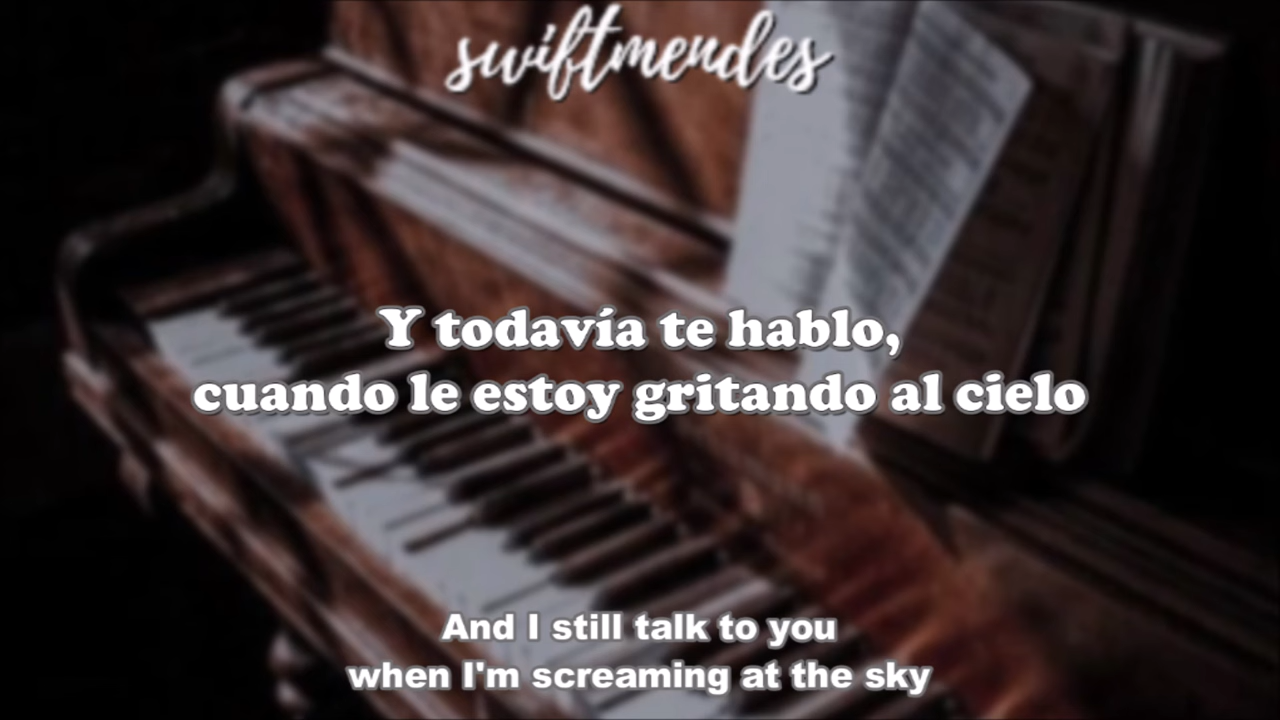 swiftmendes
Y todavía te hablo,
cuando le estoy gritando al cielo
And I still talk to you
when I'm screaming at the sky